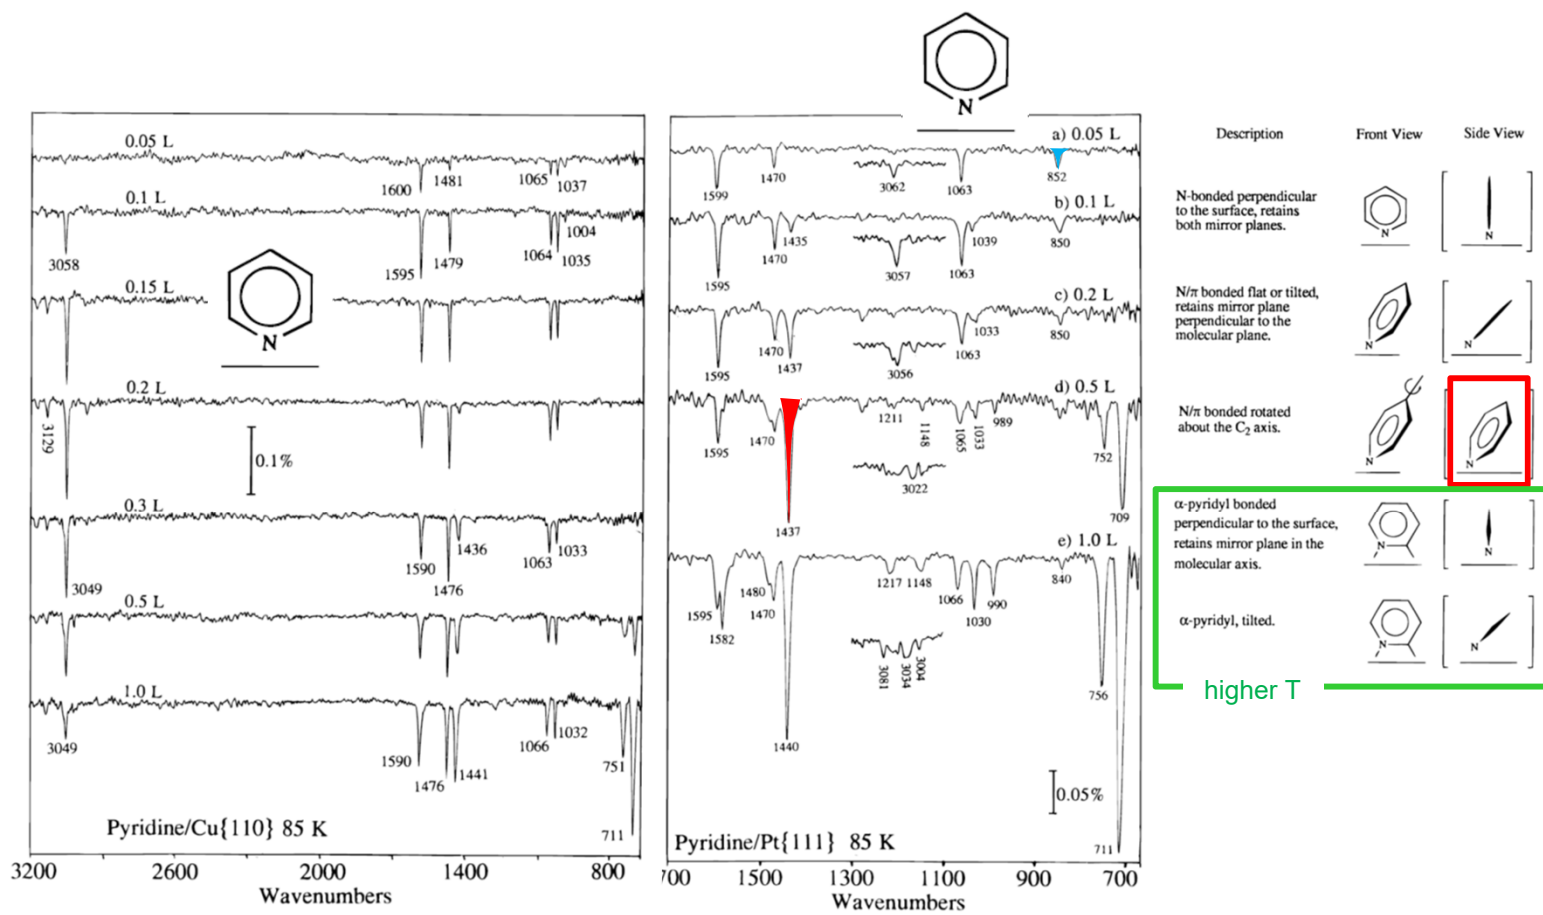 N
0.05 L
1600
1481
1065
1037
0.1 L
3058
1595
1479
1064
1004
1035
0.15 L
N
0.2 L
3129
0.1%
0.3 L
3049
1590
1476
1436
1063
1033
0.5 L
1.0 L
3049
1590
1476
1441
1066
1032
751
711
Pyridine/Cu{110} 85 K
3200
2600
2000
1400
800
Wavenumbers
a) 0.05 L
1599
1470
3062
1063
852
b) 0.1 L
1595
1470
1435
3057
1063
1039
850
c) 0.2 L
1595
1470
1437
3056
1063
1033
850
d) 0.5 L
1595
1470
1437
1211
1148
1065
1033
989
3022
752
709
e) 1.0 L
1595
1582
1480
1470
1440
1217
1148
1066
1030
990
840
3081
3034
3004
756
711
0.05%
Pyridine/Pt{111} 85 K
700
1500
1300
1100
900
700
Wavenumbers
Description
Front View
Side View
N-bonded perpendicular
to the surface, retains
both mirror planes.
N
N
N/π bonded flat or tilted,
retains mirror plane
perpendicular to the
molecular plane.
N
N
N/π bonded rotated
about the C2 axis.
N
N
α-pyridyl bonded
perpendicular to the surface,
retains mirror plane in the
molecular axis.
N
N
α-pyridyl, tilted.
N
N
higher T